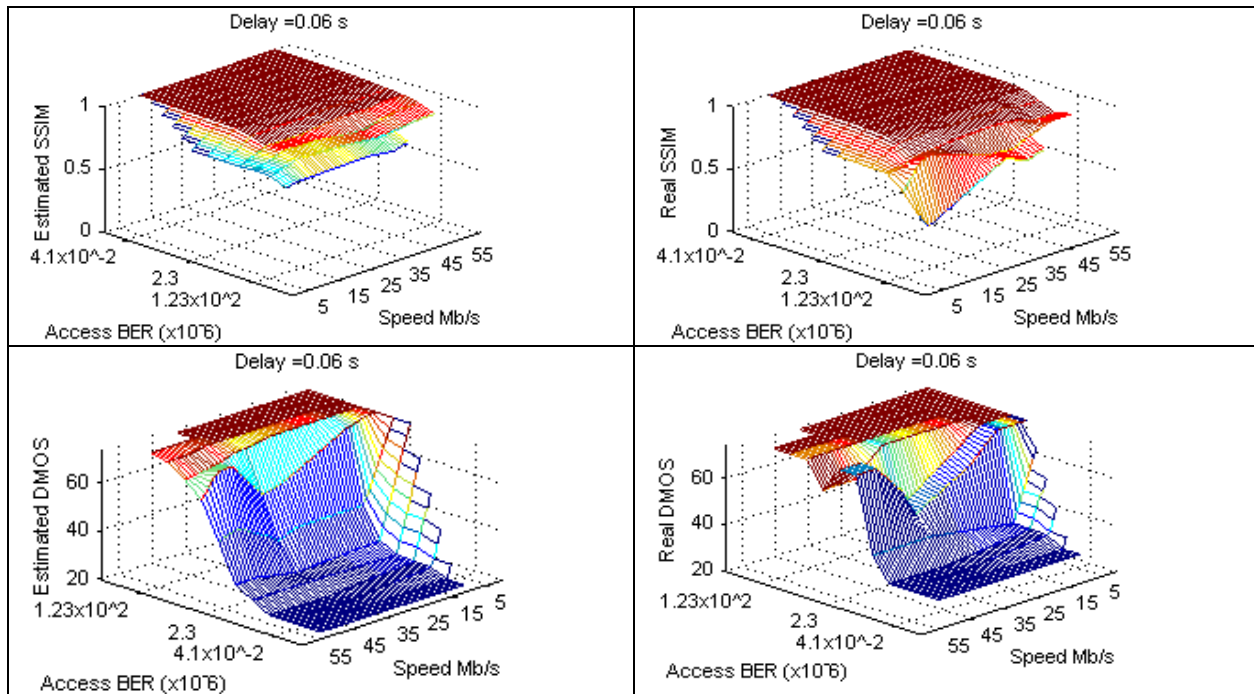 Delay =0.06 s
Estimated SSIM
1
0.5
0
4.1x10^-2
2.3
1.23x10^2
5
15
25
35
45
55
Access BER (x10^-6)
Speed Mb/s
Delay =0.06 s
Real SSIM
1
0.5
0
4.1x10^-2
2.3
1.23x10^2
5
15
25
35
45
55
Access BER (x10^-6)
Speed Mb/s
Delay =0.06 s
Estimated DMOS
60
40
20
1.23x10^2
2.3
4.1x10^-2
55
45
35
25
15
5
Access BER (x10^-6)
Speed Mb/s
Delay =0.06 s
Real DMOS
60
40
20
1.23x10^2
2.3
4.1x10^-2
55
45
35
25
15
5
Access BER (x10^-6)
Speed Mb/s